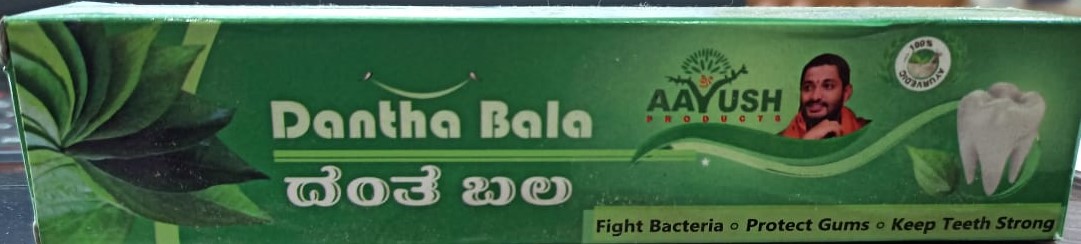 Dantha Bala
ದಂತ ಬಲ
AAYUSH
PRODUCTS
100%
AYURVEDIC
Fight Bacteria ∘ Protect Gums ∘ Keep Teeth Strong